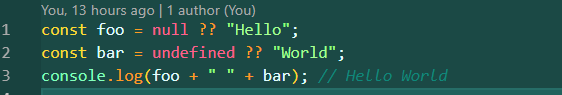 You, 13 hours ago | 1 author (You)
1 const foo = null ?? "Hello";
2 const bar = undefined ?? "World";
3 console.log(foo + " " + bar); // Hello World